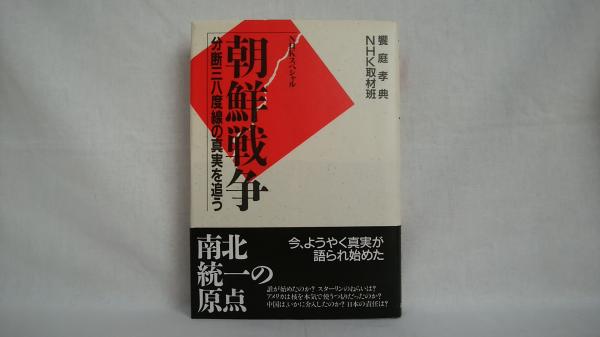 饗庭孝典
NHK取材班
NHKスペシャル
朝鮮戦争
分断三八度線の真実を追う
今、ようやく真実が
語られ始めた
南北
統一の
原点
誰が始めたのか?スターリンのねらいは?
アメリカは核を本気で使うつもりだったのか?
中国は、いかに介入したのか?日本の責任は?